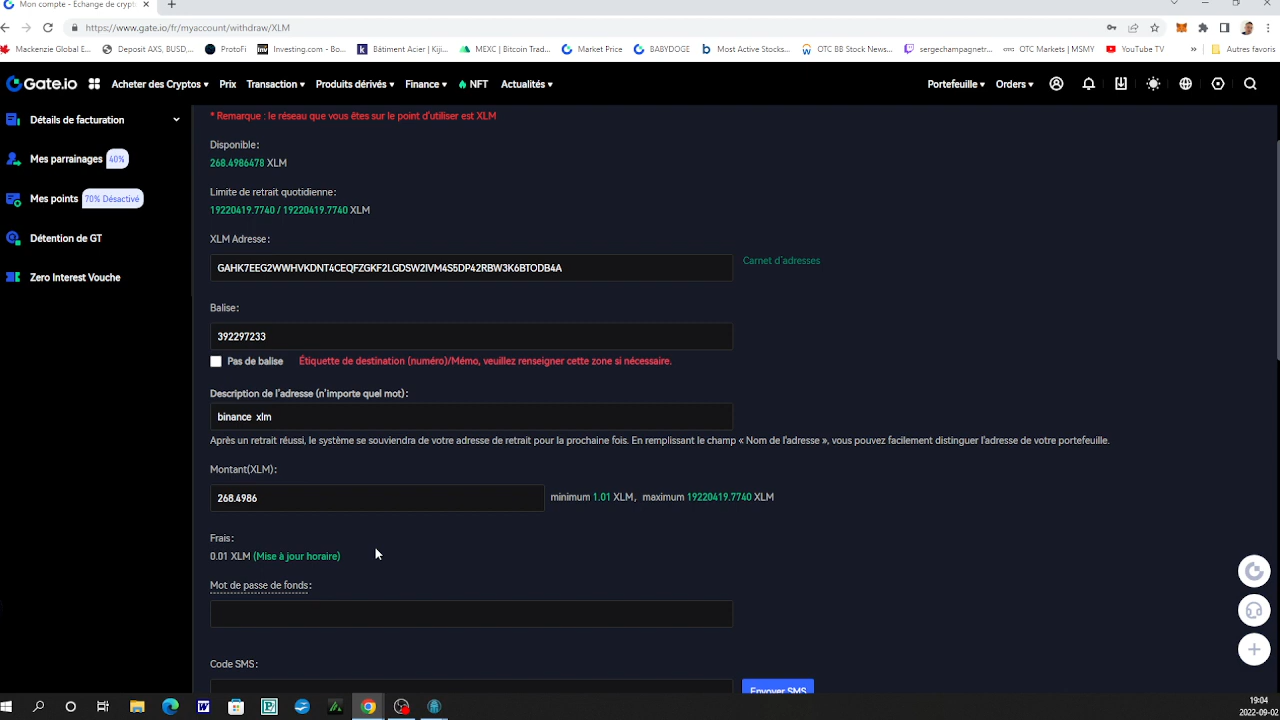 Mon compte - Echange de crypt
https://www.gate.io/fr/myaccount/withdraw/XLM
Mackenzie Global E... Deposit AXS, BUSD,... ProtoFi Investing.com - Bo... Bâtiment Acier | Kiji... MEXC | Bitcoin Trad... Market Price BABYDOGE Most Active Stocks... OTC BB Stock News... sergechampagnetr... OTC Markets | MSMY YouTube TV » Autres favoris
Gate.io Acheter des Cryptos Prix Transaction Produits dérivés Finance NFT Actualités Portefeuille Orders
Détails de facturation
Mes parrainages 40%
Mes points 70% Désactivé
Détention de GT
Zero Interest Vouche
* Remarque : le réseau que vous êtes sur le point d'utiliser est XLM
Disponible:
268.4986478 XLM
Limite de retrait quotidienne:
19220419.7740 / 19220419.7740 XLM
XLM Adresse:
GAHK7EEG2WWHVKDNT4CEQFZGKF2LGDSW2IVM4S5DP42RBW3K6BTODB4A Carnet d'adresses
Balise:
392297233
Pas de balise Étiquette de destination (numéro)/Mémo, veuillez renseigner cette zone si nécessaire.
Description de l'adresse (n'importe quel mot):
binance xlm
Après un retrait réussi, le système se souviendra de votre adresse de retrait pour la prochaine fois. En remplissant le champ « Nom de l'adresse », vous pouvez facilement distinguer l'adresse de votre portefeuille.
Montant(XLM):
268.4986 minimum 1.01 XLM, maximum 19220419.7740 XLM
Frais:
0.01 XLM (Mise à jour horaire)
Mot de passe de fonds:
Code SMS:
Envoyer SMS
19:04
2022-09-02